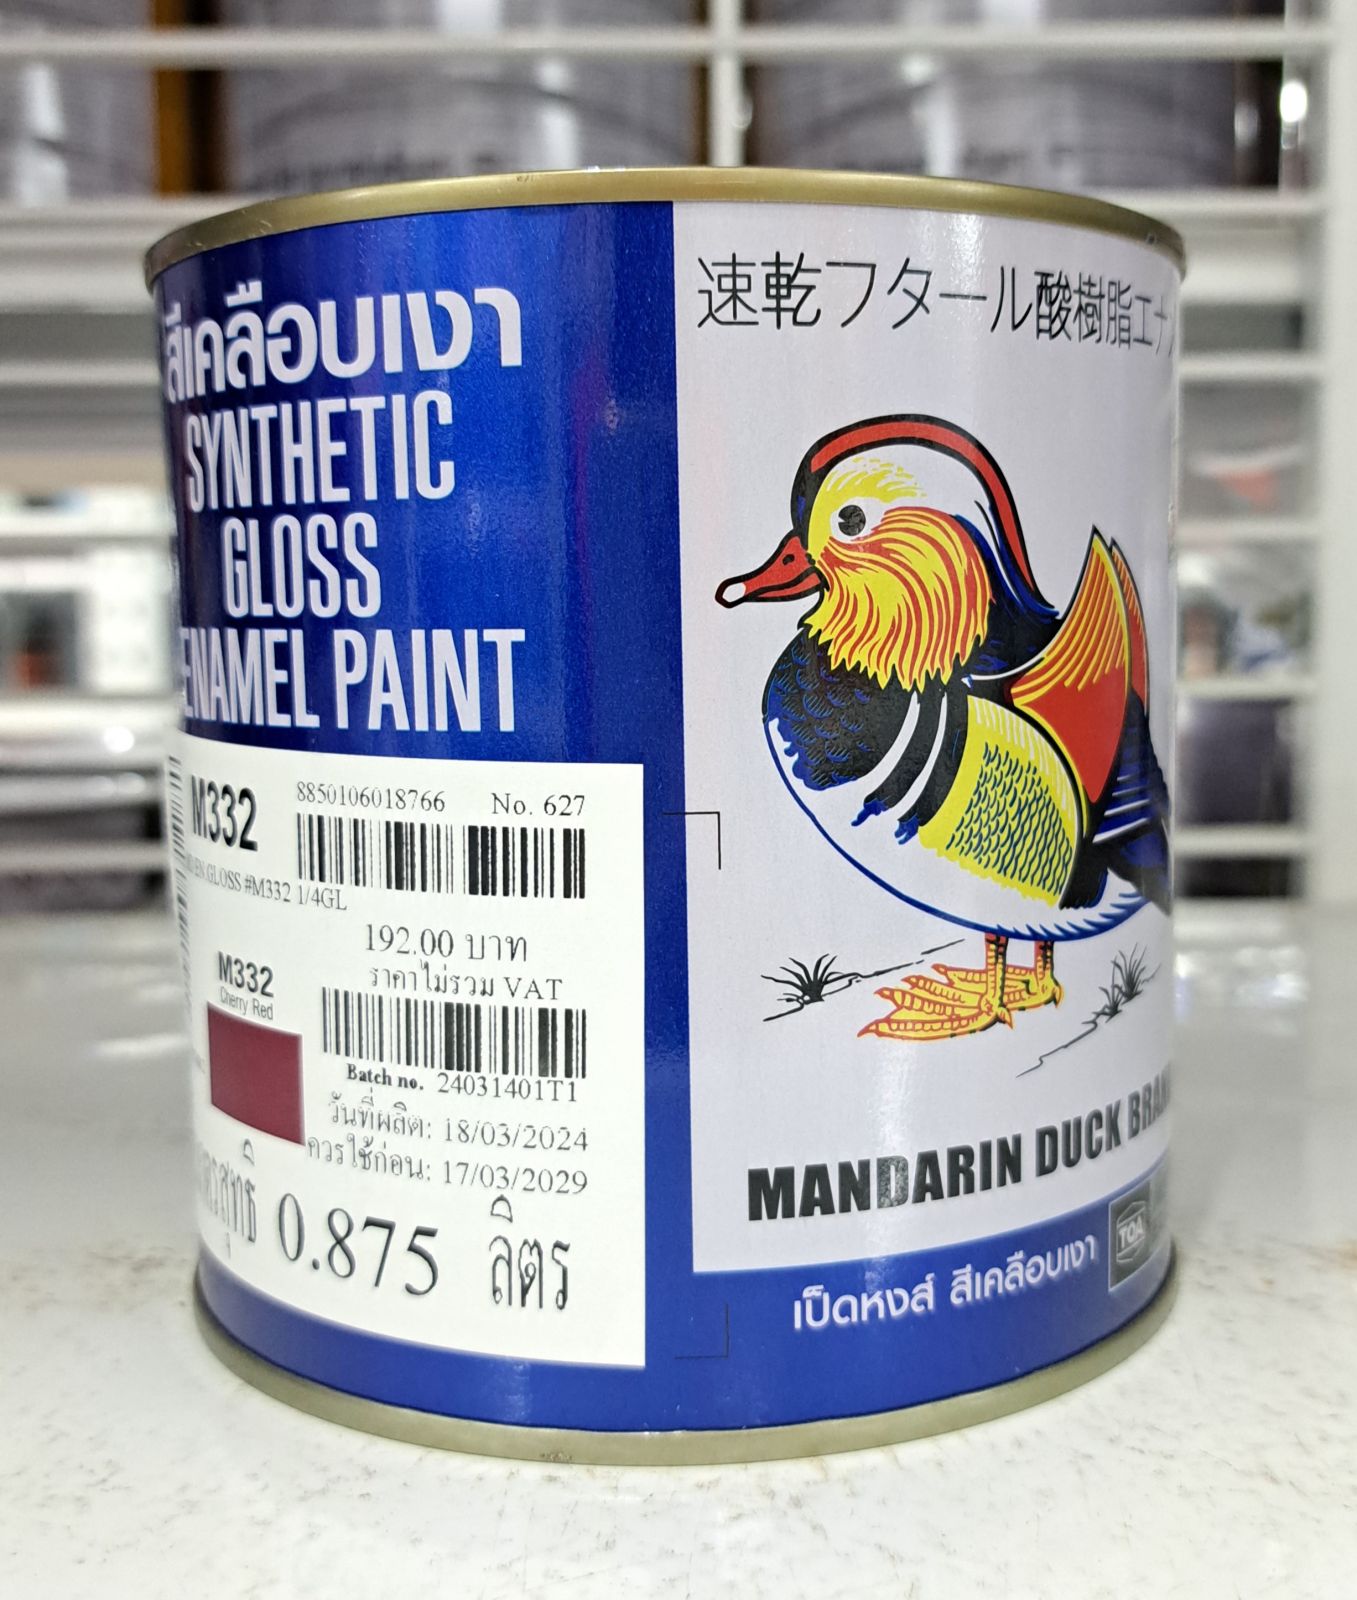 สีเคลือบเงา
SYNTHETIC
GLOSS
ENAMEL PAINT
M332
8850106018766 No. 627
EN.GLOSS #M332 1/4GL
192.00 บาท
ราคาไม่รวม VAT
M332
Cherry Red
Batch no. 24031401T1
วันที่ผลิต: 18/03/2024
ควรใช้ก่อน: 17/03/2029
0.875 ลิตร
速乾フタール酸樹脂エナ
MANDARIN DUCK BRAN
เป็ดหงส์ สีเคลือบเงา
TOA